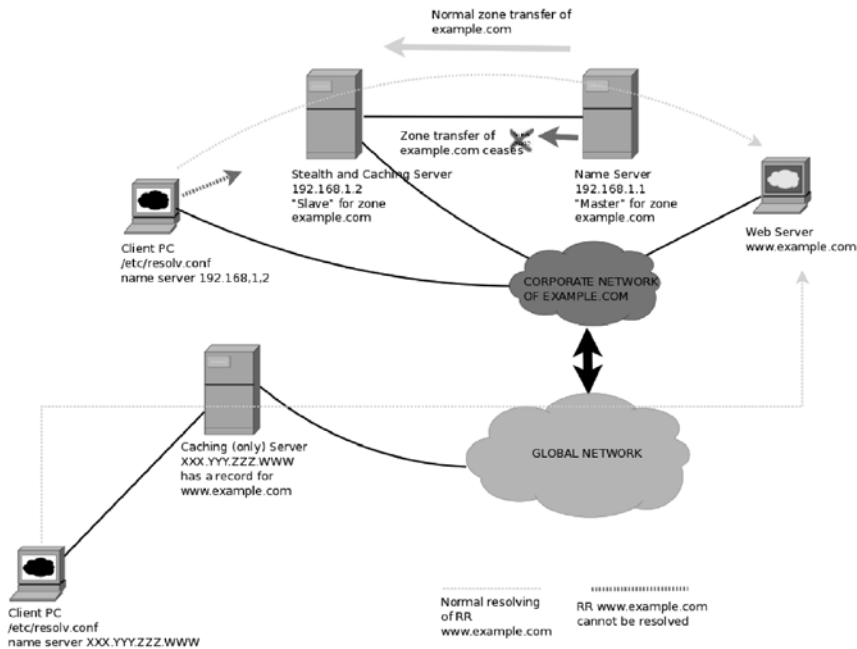 Normal zone transfer of
example.com
Zone transfer of
example.com ceases
Stealth and Caching Server
192.168.1.2
"Slave" for zone
example.com
Name Server
192.168.1.1
"Master" for zone
example.com
Web Server
www.example.com
Client PC
/etc/resolv.conf
name server 192.168,1,2
CORPORATE NETWORK
OF EXAMPLE.COM
Caching (only) Server
XXX.YYY.ZZZ.WWW
has a record for
www.example.com
GLOBAL NETWORK
Client PC
/etc/resolv.conf
name server XXX.YYY.ZZZ.WWW
Normal resolving
of RR
www.example.com
RR www.example.com
cannot be resolved